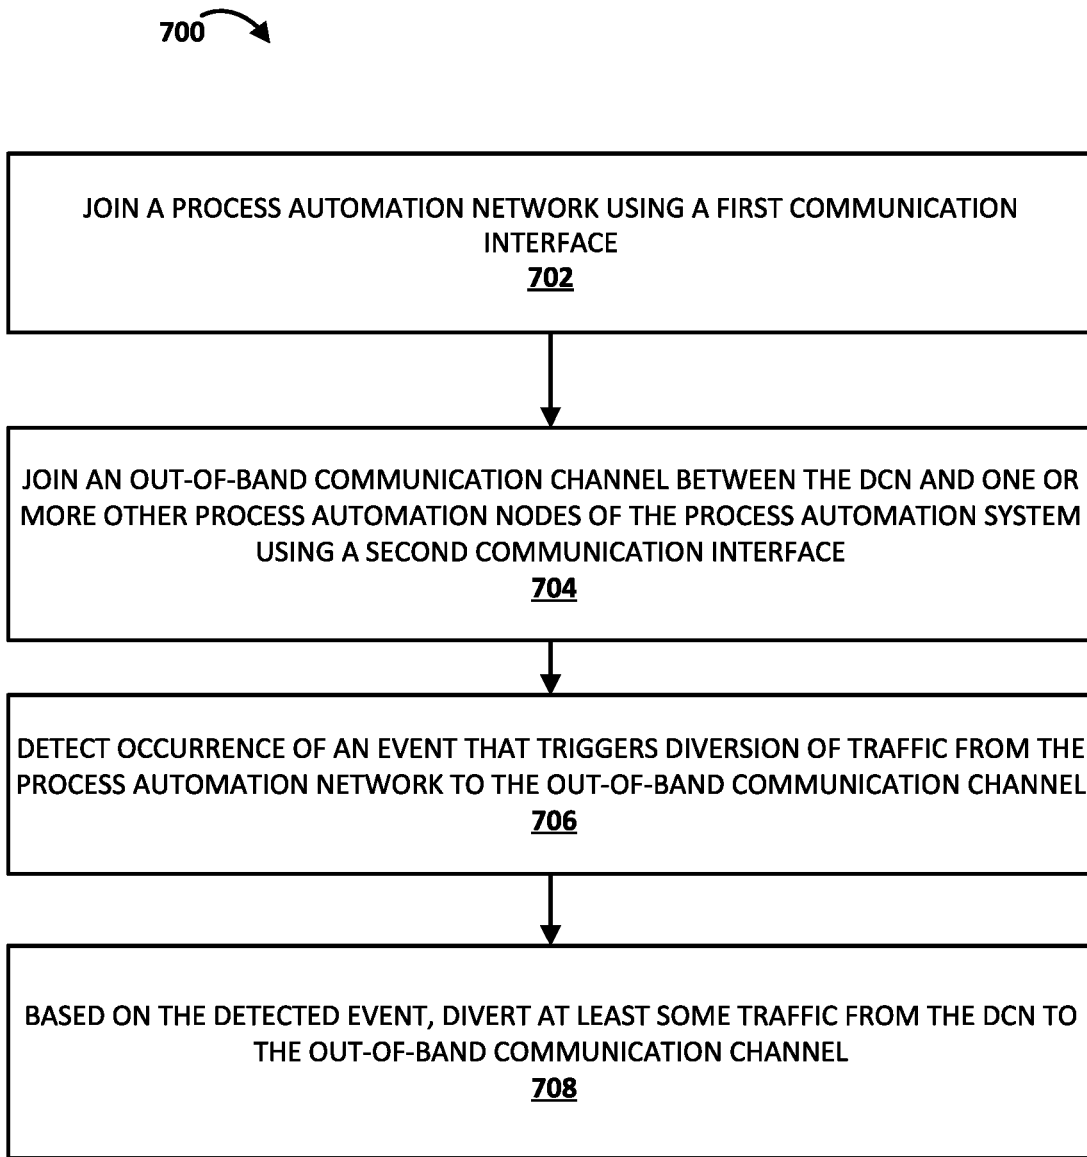 700
JOIN A PROCESS AUTOMATION NETWORK USING A FIRST COMMUNICATION
INTERFACE
702
JOIN AN OUT-OF-BAND COMMUNICATION CHANNEL BETWEEN THE DCN AND ONE OR
MORE OTHER PROCESS AUTOMATION NODES OF THE PROCESS AUTOMATION SYSTEM
USING A SECOND COMMUNICATION INTERFACE
704
DETECT OCCURRENCE OF AN EVENT THAT TRIGGERS DIVERSION OF TRAFFIC FROM THE
PROCESS AUTOMATION NETWORK TO THE OUT-OF-BAND COMMUNICATION CHANNEL
706
BASED ON THE DETECTED EVENT, DIVERT AT LEAST SOME TRAFFIC FROM THE DCN TO
THE OUT-OF-BAND COMMUNICATION CHANNEL
708